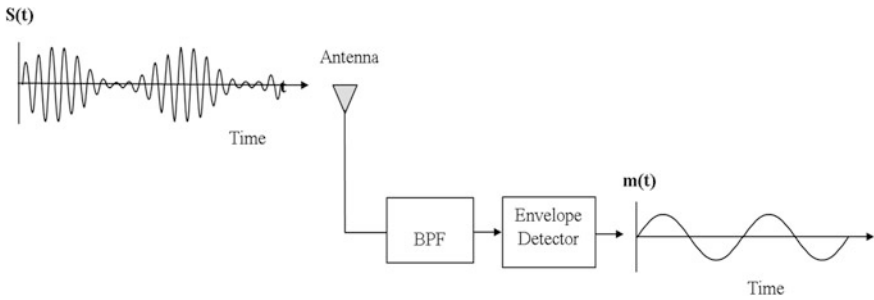 S(t)
t
Time
Antenna
BPF
Envelope
Detector
m(t)
Time